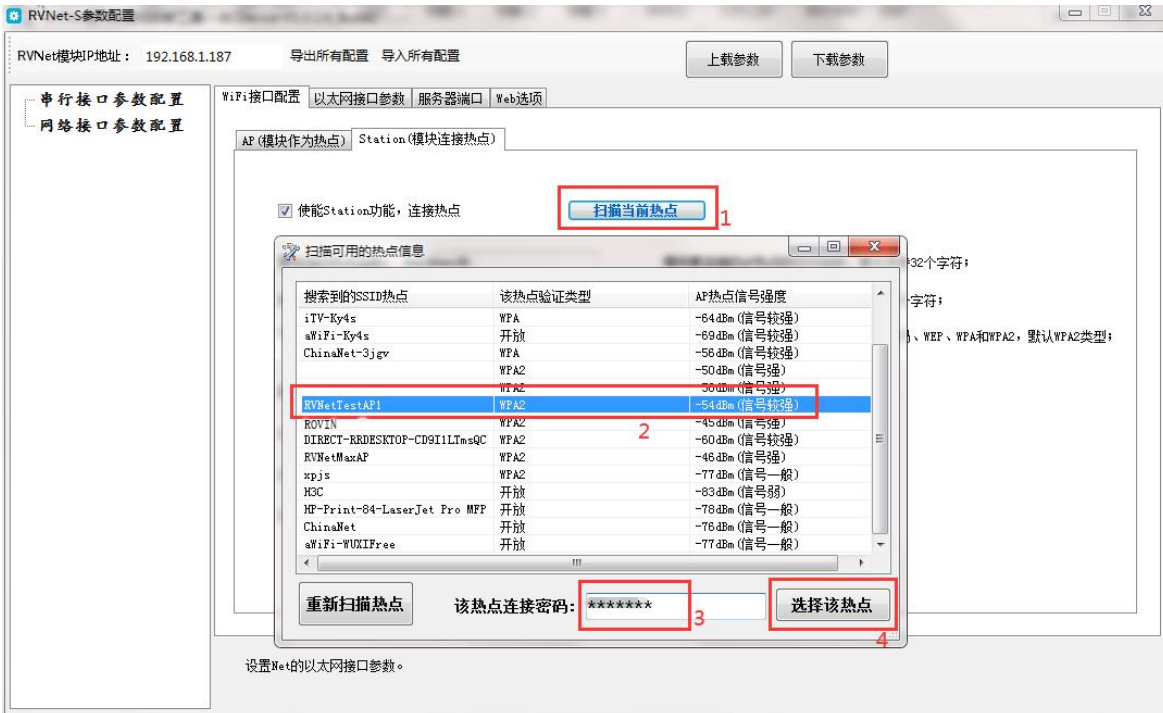 RVNet-S参数配置
RVNet模块IP地址： 192.168.1.187 导出所有配置 导入所有配置 上载参数 下载参数
串行接口参数配置
网络接口参数配置
WiFi接口配置 以太网接口参数 服务器端口 Web选项
AP(模块作为热点) Station(模块连接热点)
使能Station功能，连接热点 扫描当前热点 1
扫描可用的热点信息
32个字符；
字符；
、WEP、WPA和WPA2，默认WPA2类型；
搜索到的SSID热点 该热点验证类型 AP热点信号强度
iTV-Ky4s WPA -64dBm(信号较强)
aWiFi-Ky4s 开放 -69dBm(信号较强)
ChinaNet-3jgv WPA -56dBm(信号较强)
WPA2 -50dBm(信号强)
WPA2 -50dBm(信号强)
RVNetTestAP1 WPA2 -54dBm(信号较强)
ROVIN WPA2 -45dBm(信号强)
2
DIRECT-RRDESKTOP-CD9I1LTmsQC WPA2 -60dBm(信号较强)
RVNetMaxAP WPA2 -46dBm(信号强)
xpjs WPA2 -77dBm(信号一般)
H3C 开放 -83dBm(信号弱)
HP-Print-84-LaserJet Pro MFP 开放 -78dBm(信号一般)
ChinaNet 开放 -76dBm(信号一般)
aWiFi-WUXIFree 开放 -77dBm(信号一般)
重新扫描热点 该热点连接密码： ******* 3 选择该热点 4
设置Net的以太网接口参数。